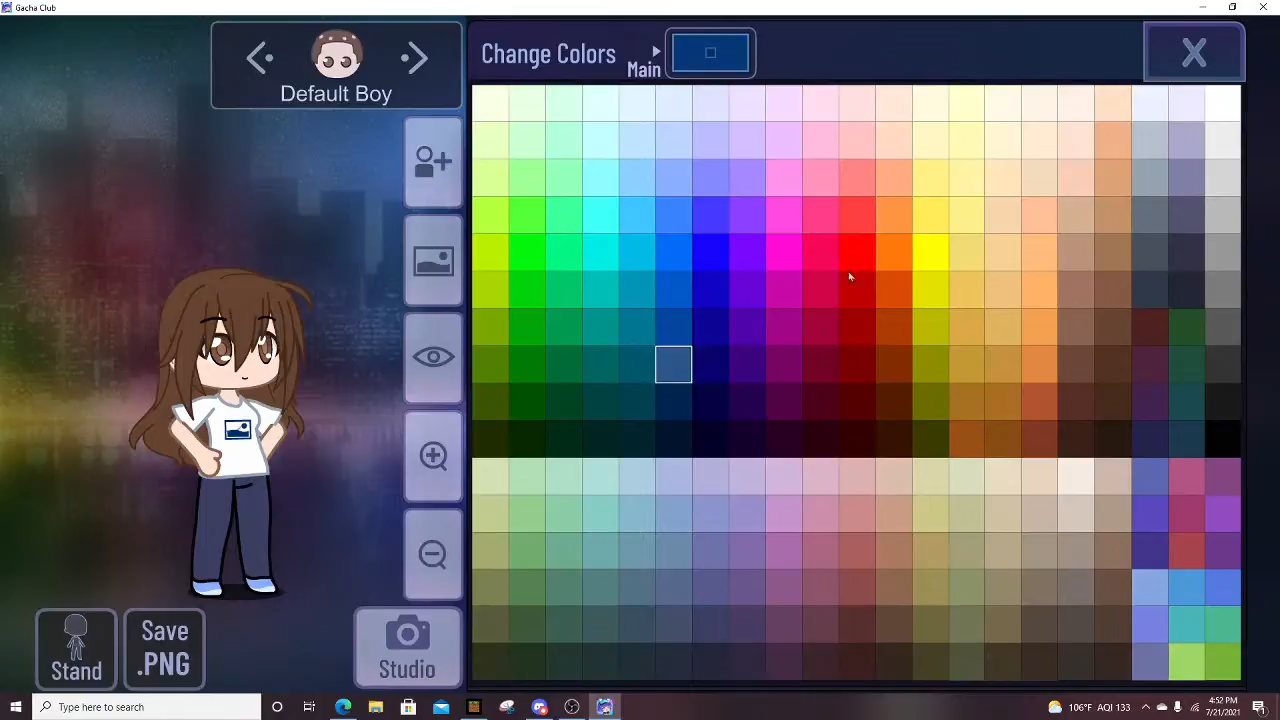 Gacha Club
Default Boy
Change Colors
Main
X
Stand
Save
.PNG
Studio
Type here to search
106°F AQI 133
4:52 PM
7/21/2021